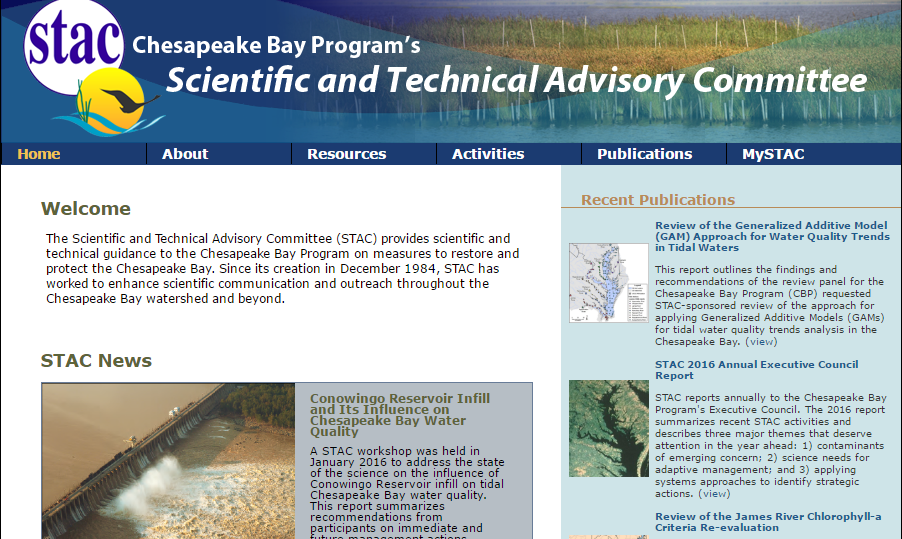 stac
Chesapeake Bay Program's
Scientific and Technical Advisory Committee
Home
About
Resources
Activities
Publications
MySTAC
Welcome
The Scientific and Technical Advisory Committee (STAC) provides scientific and
technical guidance to the Chesapeake Bay Program on measures to restore and
protect the Chesapeake Bay. Since its creation in December 1984, STAC has
worked to enhance scientific communication and outreach throughout the
Chesapeake Bay watershed and beyond.
STAC News
Conowingo Reservoir Infill
and Its Influence on
Chesapeake Bay Water
Quality
A STAC workshop was held in
January 2016 to address the state
of the science on the influence of
Conowingo Reservoir infill on tidal
Chesapeake Bay water quality.
This report summarizes
recommendations from
participants on immediate and
future management actions
Recent Publications
Review of the Generalized Additive Model
(GAM) Approach for Water Quality Trends
in Tidal Waters
This report outlines the findings and
recommendations of the review panel for the
Chesapeake Bay Program (CBP) requested
STAC-sponsored review of the approach for
applying Generalized Additive Models (GAMs)
for tidal water quality trends analysis in the
Chesapeake Bay. (view)
STAC 2016 Annual Executive Council
Report
STAC reports annually to the Chesapeake Bay
Program's Executive Council. The 2016 report
summarizes recent STAC activities and
describes three major themes that deserve
attention in the year ahead: 1) contaminants
of emerging concern; 2) science needs for
adaptive management; and 3) applying
systems approaches to identify strategic
actions. (view)
Review of the James River Chlorophyll-a
Criteria Re-evaluation